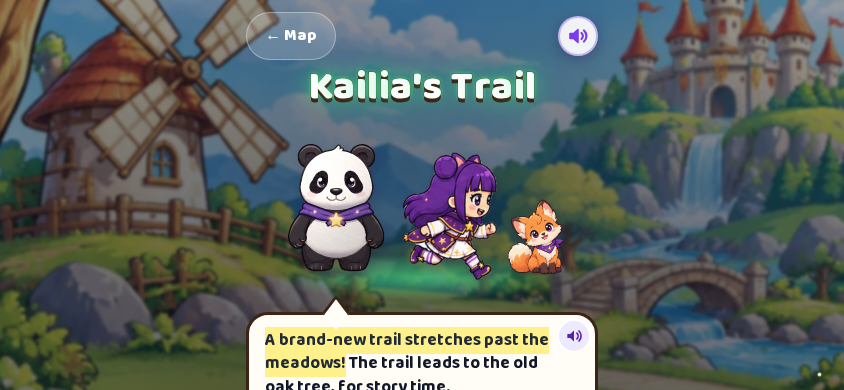 ← Map
Kailia's Trail
A brand-new trail stretches past the
meadows! The trail leads to the old
oak tree, for story time.